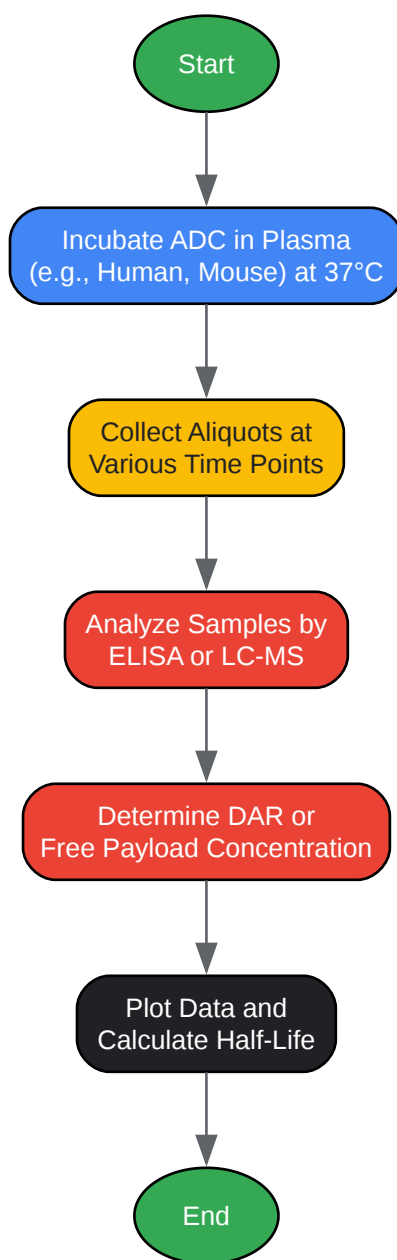 Start
Incubate ADC in Plasma
(e.g., Human, Mouse) at 37°C
Collect Aliquots at
Various Time Points
Analyze Samples by
ELISA or LC-MS
Determine DAR or
Free Payload Concentration
Plot Data and
Calculate Half-Life
End